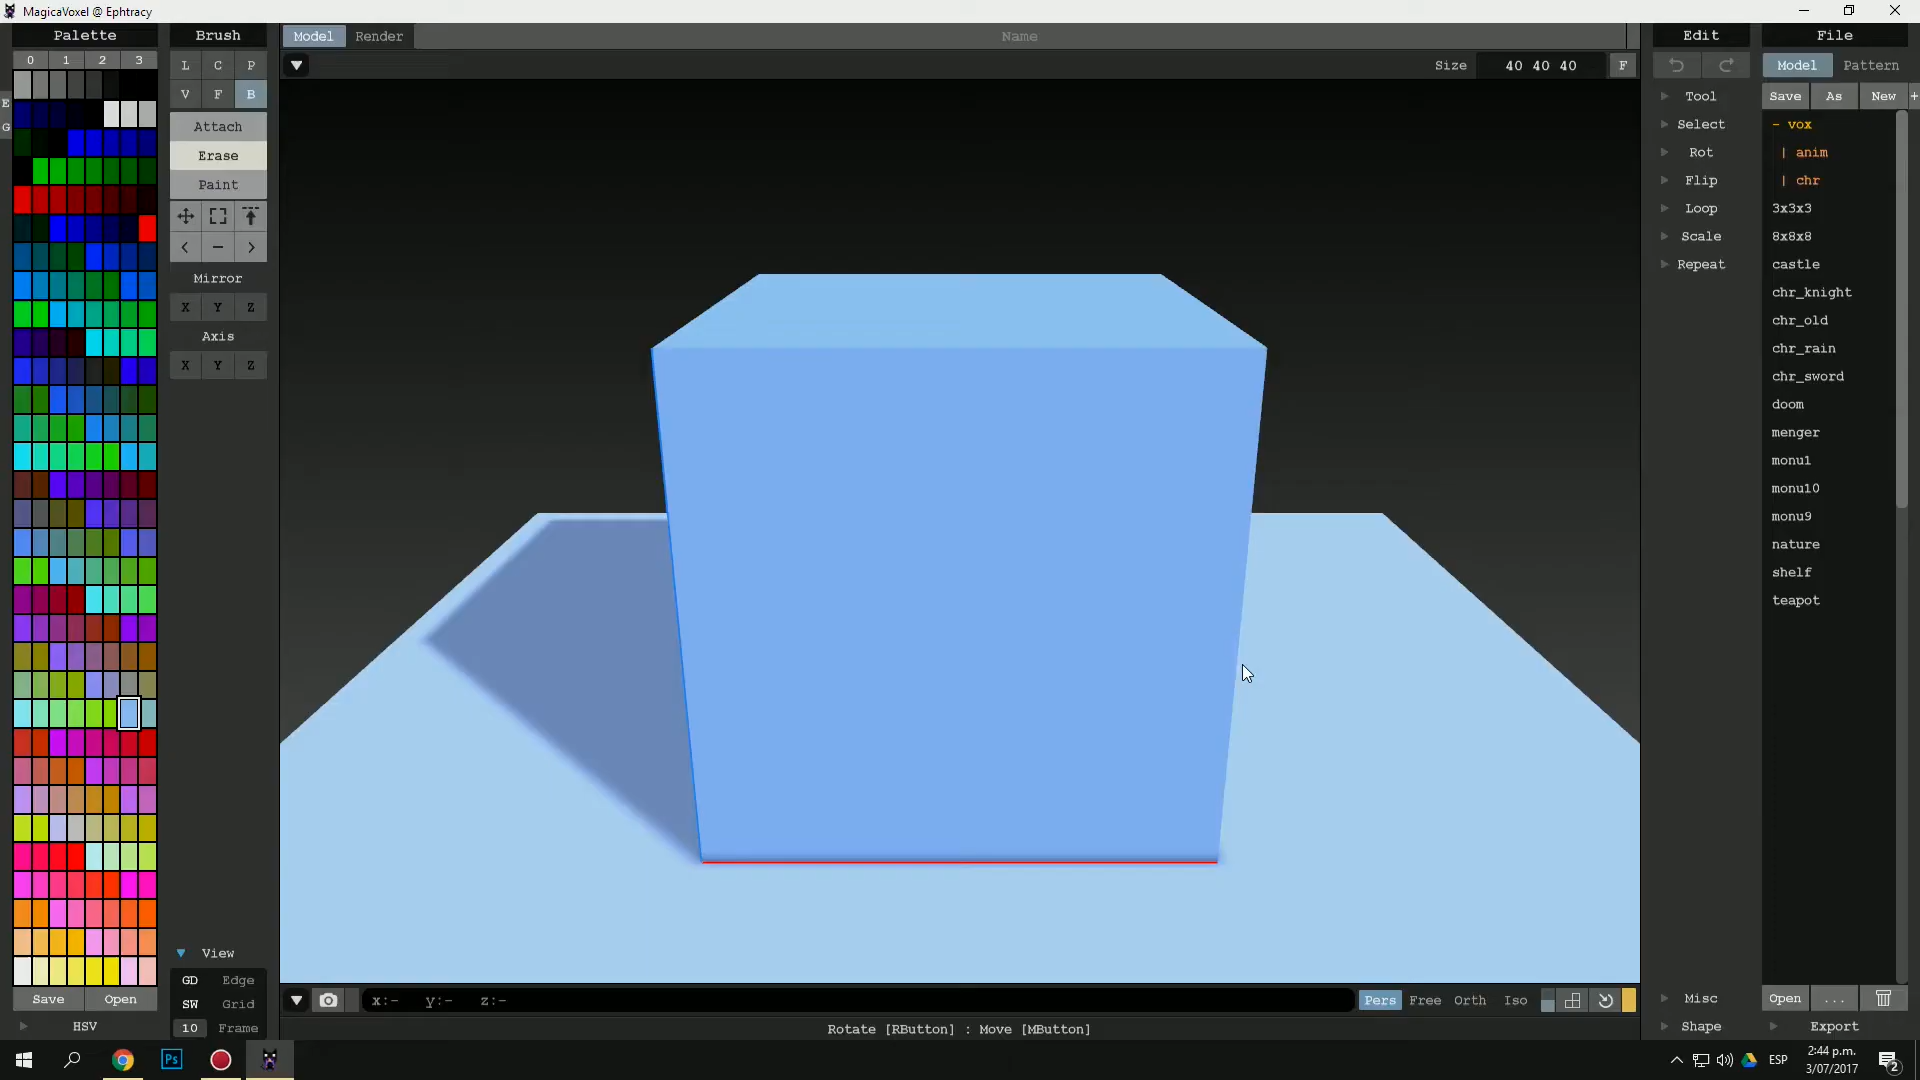 MagicaVoxel @ Ephtracy
Palette
0 1 2 3
E
G
Save Open
HSV
Brush
L C P
V F B
Attach
Erase
Paint
Mirror
X Y Z
Axis
X Y Z
View
GD Edge
SW Grid
10 Frame
Model Render
Name
Size 40 40 40 F
x:- y:- z:-
Pers Free Orth Iso
Rotate [RButton] : Move [MButton]
Edit
Tool
Select
Rot
Flip
Loop
Scale
Repeat
Misc
Shape
File
Model Pattern
Save As New +
- vox
| anim
| chr
3x3x3
8x8x8
castle
chr_knight
chr_old
chr_rain
chr_sword
doom
menger
monu1
monu10
monu9
nature
shelf
teapot
Open ...
Export
Ps
ESP
2:44 p.m.
3/07/2017
2